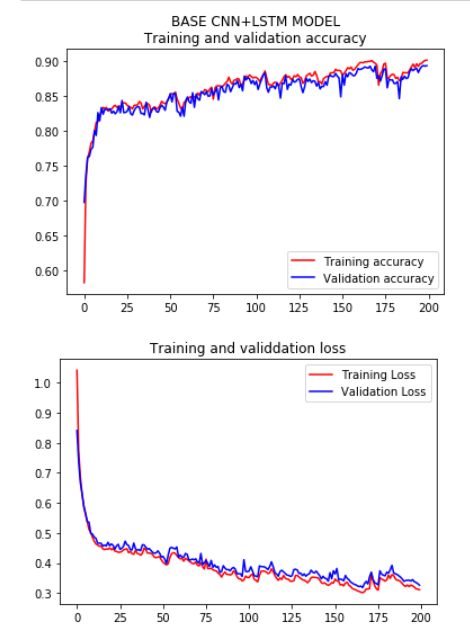 BASE CNN+LSTM MODEL
Training and validation accuracy
0.90
0.85
0.80
0.75
0.70
0.65
0.60
Training accuracy
Validation accuracy
0 25 50 75 100 125 150 175 200
Training and validdation loss
1.0
0.9
0.8
0.7
0.6
0.5
0.4
0.3
Training Loss
Validation Loss
0 25 50 75 100 125 150 175 200